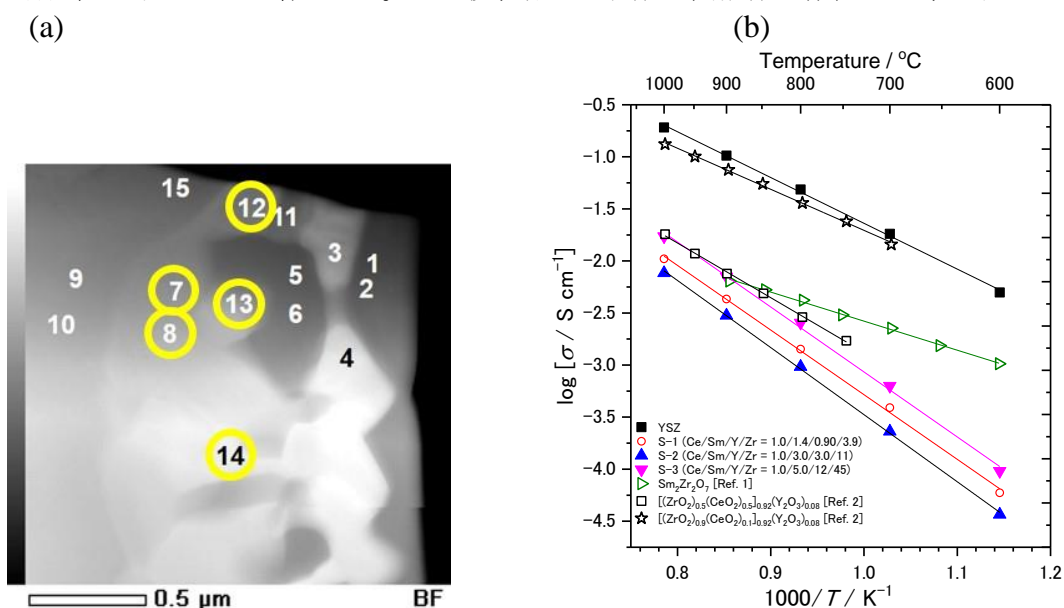 (a)
(b)
15
12
11
3
1
9
5
2
7
13
10
6
8
4
14
0.5 μm
BF
Temperature / °C
1000
900
800
700
600
-0.5
-1.0
-1.5
-2.0
-2.5
-3.0
-3.5
-4.0
-4.5
log [σ / S cm⁻¹]
YSZ
S-1 (Ce/Sm/Y/Zr = 1.0/1.4/0.90/3.9)
S-2 (Ce/Sm/Y/Zr = 1.0/3.0/3.0/11)
S-3 (Ce/Sm/Y/Zr = 1.0/5.0/12/45)
Sm₂Zr₂O₇ [Ref. 1]
[(ZrO₂)₀.₅(CeO₂)₀.₅]₀.₉₂(Y₂O₃)₀.₀₈ [Ref. 2]
[(ZrO₂)₀.₉(CeO₂)₀.₁]₀.₉₂(Y₂O₃)₀.₀₈ [Ref. 2]
0.8
0.9
1.0
1.1
1.2
1000/ T / K⁻¹